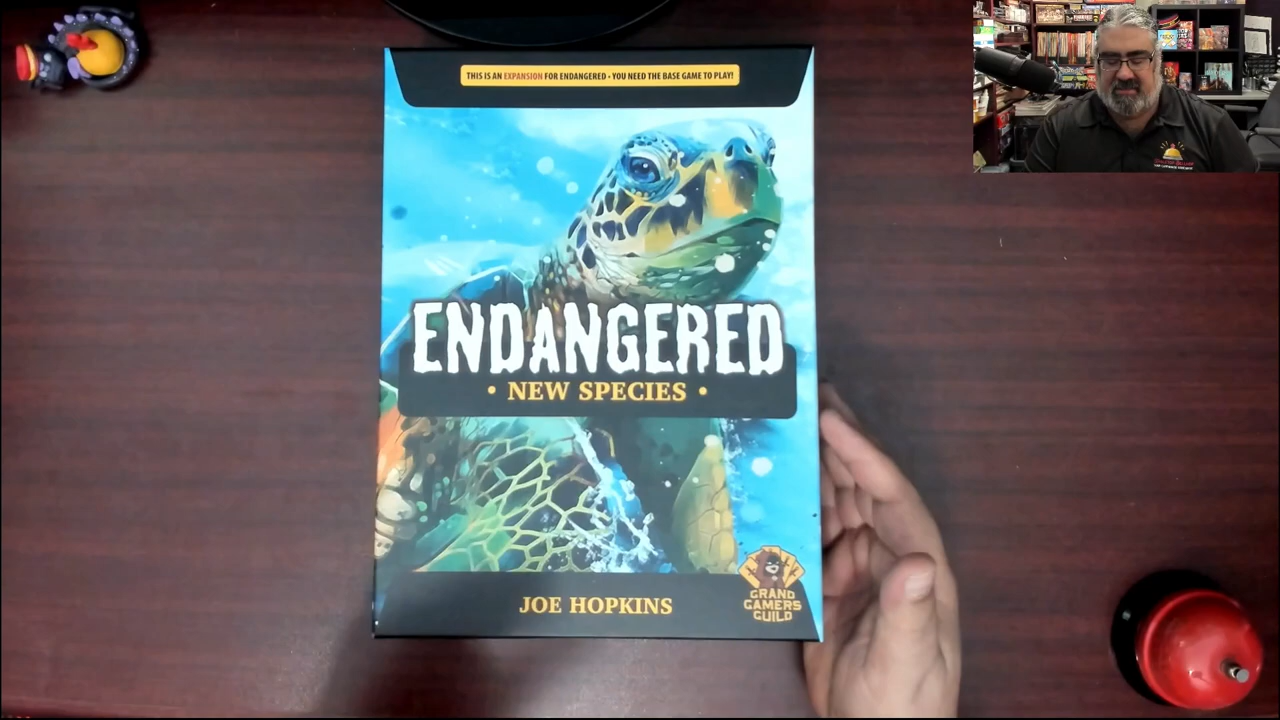 THIS IS AN EXPANSION FOR ENDANGERED • YOU NEED THE BASE GAME TO PLAY!
ENDANGERED
• NEW SPECIES •
JOE HOPKINS
GRAND
GAMERS
GUILD